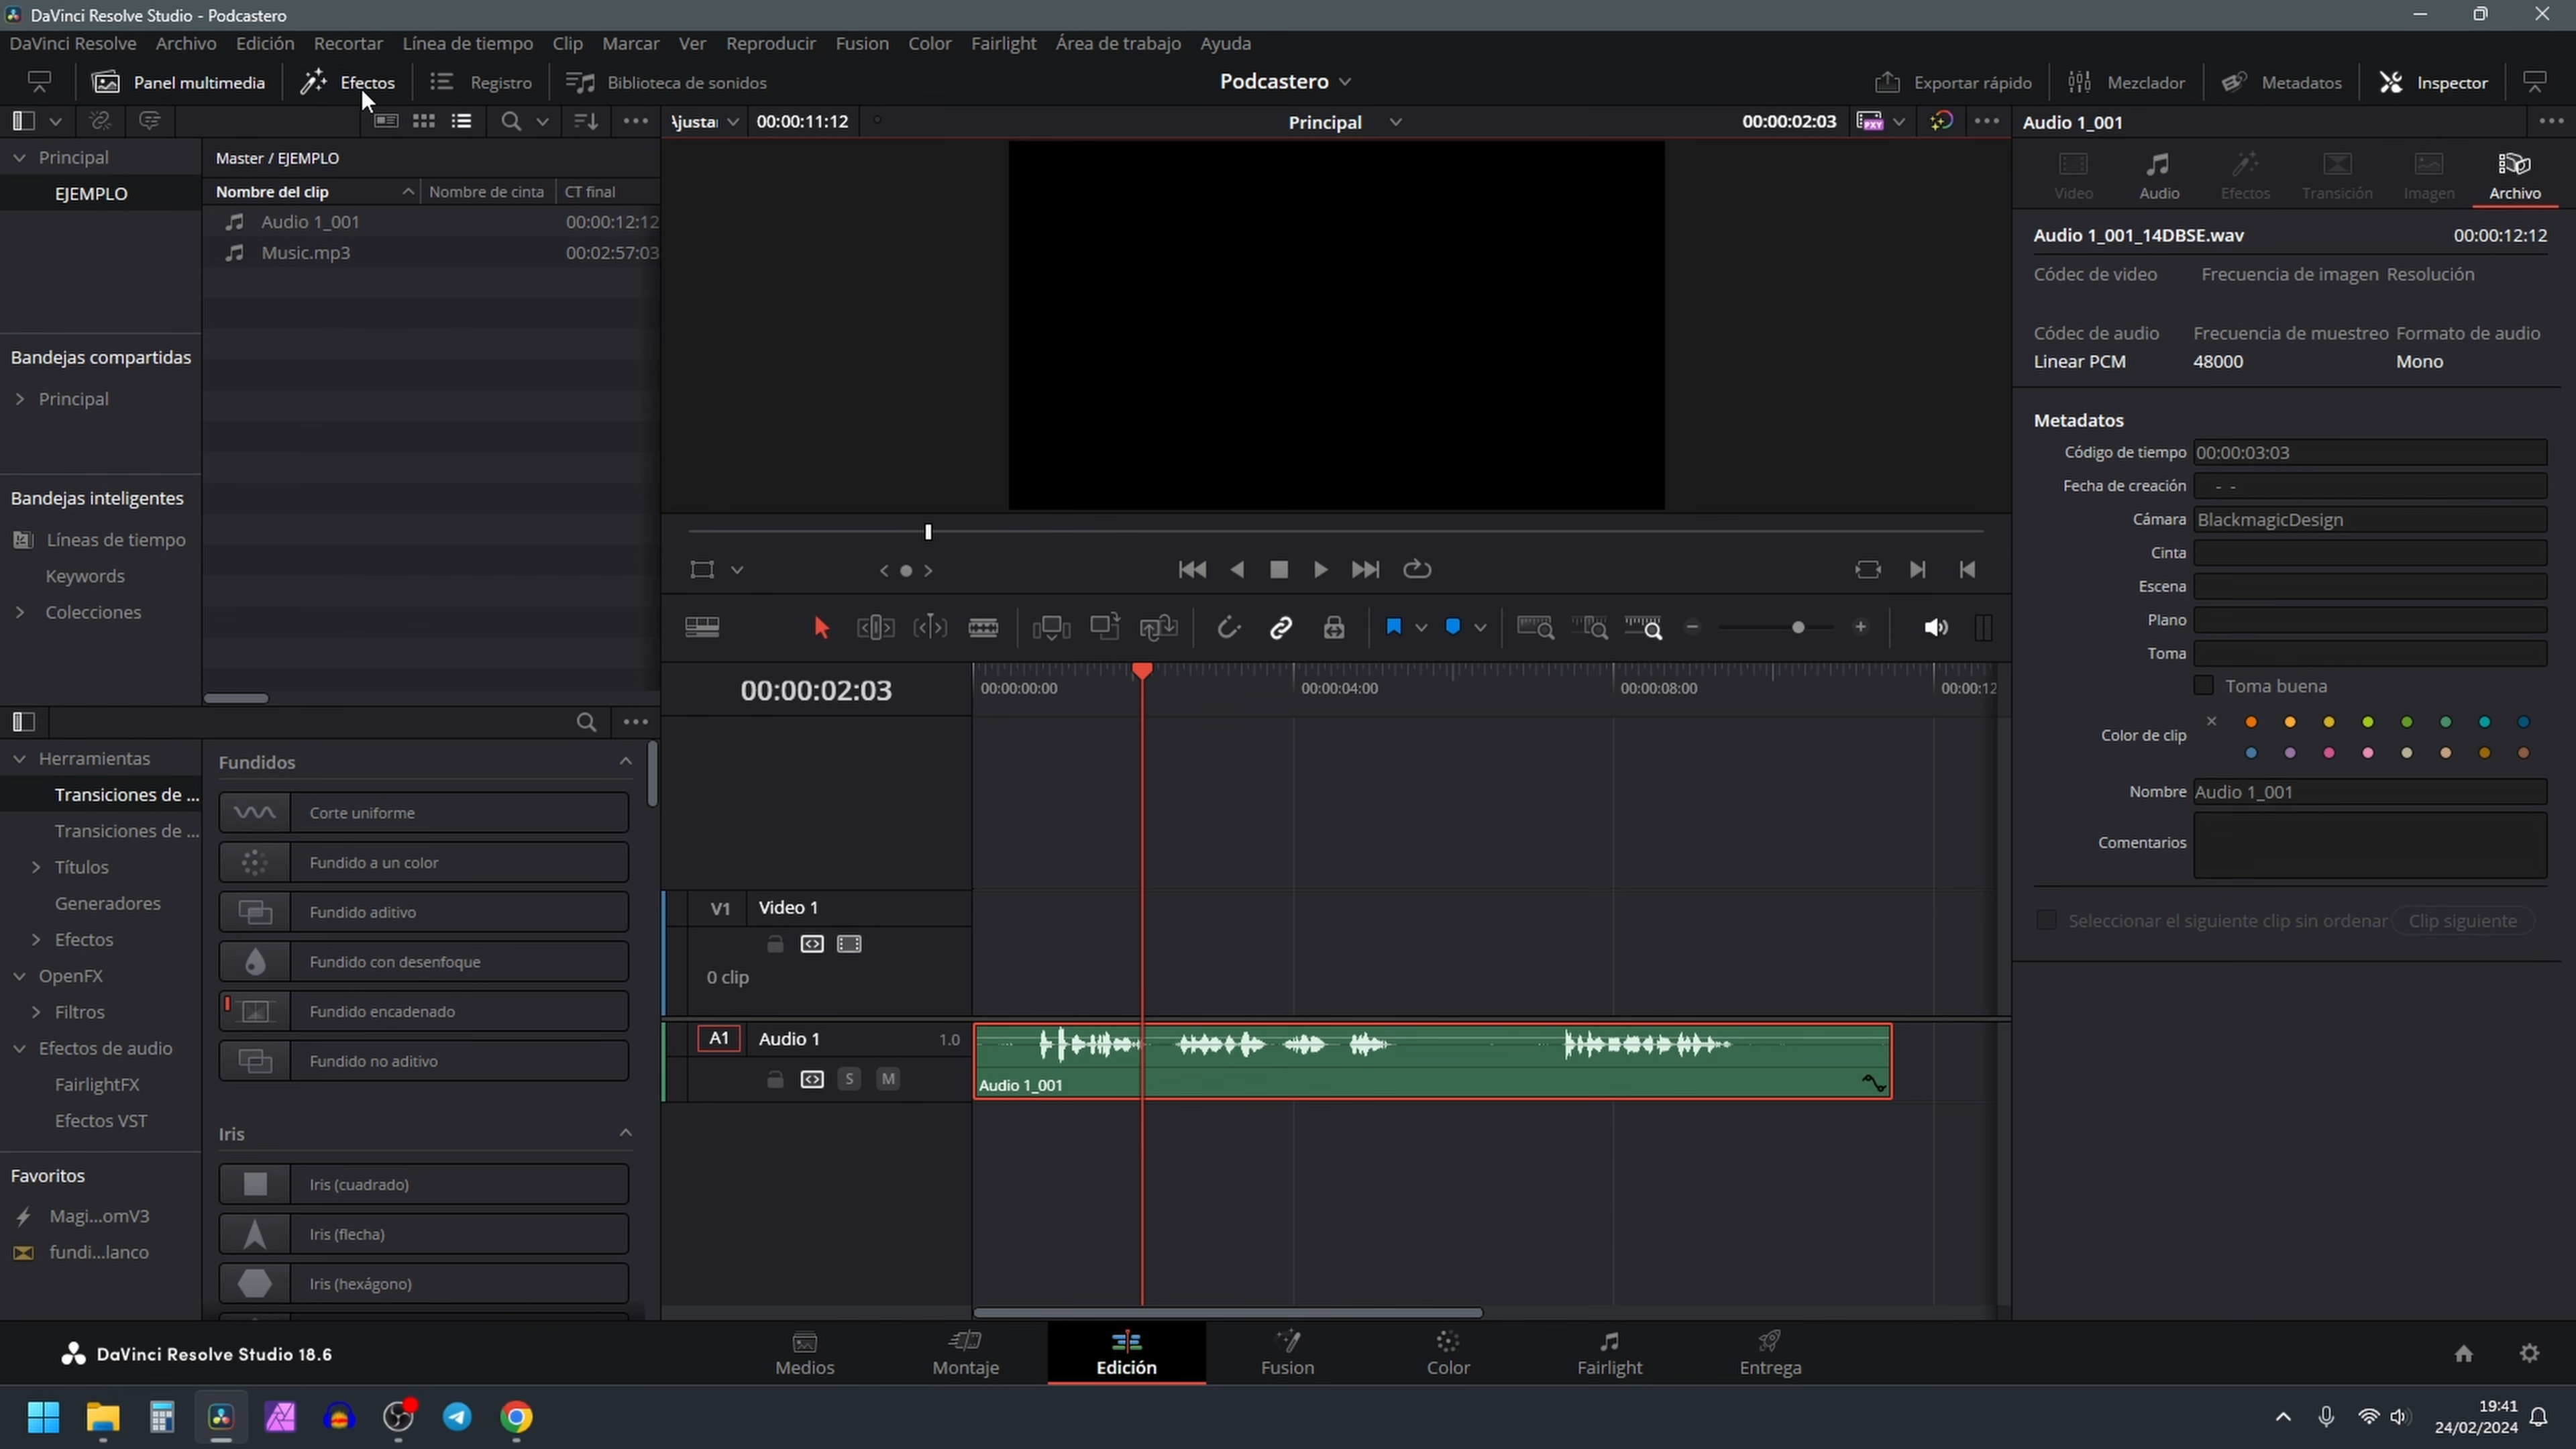 DaVinci Resolve Studio - Podcastero
DaVinci Resolve Archivo Edición Recortar Línea de tiempo Clip Marcar Ver Reproducir Fusion Color Fairlight Área de trabajo Ayuda
Panel multimedia Efectos Registro Biblioteca de sonidos Podcastero Exportar rápido Mezclador Metadatos Inspector
Ajustar 00:00:11:12 Principal 00:00:02:03 PXY Audio 1_001
Principal
EJEMPLO
Master / EJEMPLO
Nombre del clip Nombre de cinta CT final
Audio 1_001 00:00:12:12
Music.mp3 00:02:57:03
Bandejas compartidas
Principal
Bandejas inteligentes
Líneas de tiempo
Keywords
Colecciones
Video Audio Efectos Transición Imagen Archivo
Audio 1_001_14DBSE.wav 00:00:12:12
Códec de video Frecuencia de imagen Resolución
Códec de audio Frecuencia de muestreo Formato de audio
Linear PCM 48000 Mono
Metadatos
Código de tiempo 00:00:03:03
Fecha de creación - -
Cámara BlackmagicDesign
Cinta
Escena
Plano
Toma
Toma buena
Color de clip
Nombre Audio 1_001
Comentarios
Seleccionar el siguiente clip sin ordenar Clip siguiente
Herramientas
Transiciones de ...
Transiciones de ...
Títulos
Generadores
Efectos
OpenFX
Filtros
Efectos de audio
FairlightFX
Efectos VST
Favoritos
Magi...omV3
fundi...lanco
Fundidos
Corte uniforme
Fundido a un color
Fundido aditivo
Fundido con desenfoque
Fundido encadenado
Fundido no aditivo
Iris
Iris (cuadrado)
Iris (flecha)
Iris (hexágono)
00:00:02:03 00:00:00:00 00:00:04:00 00:00:08:00 00:00:12
V1 Video 1
0 clip
A1 Audio 1 1.0
S M
Audio 1_001
DaVinci Resolve Studio 18.6
Medios Montaje Edición Fusion Color Fairlight Entrega
19:41
24/02/2024